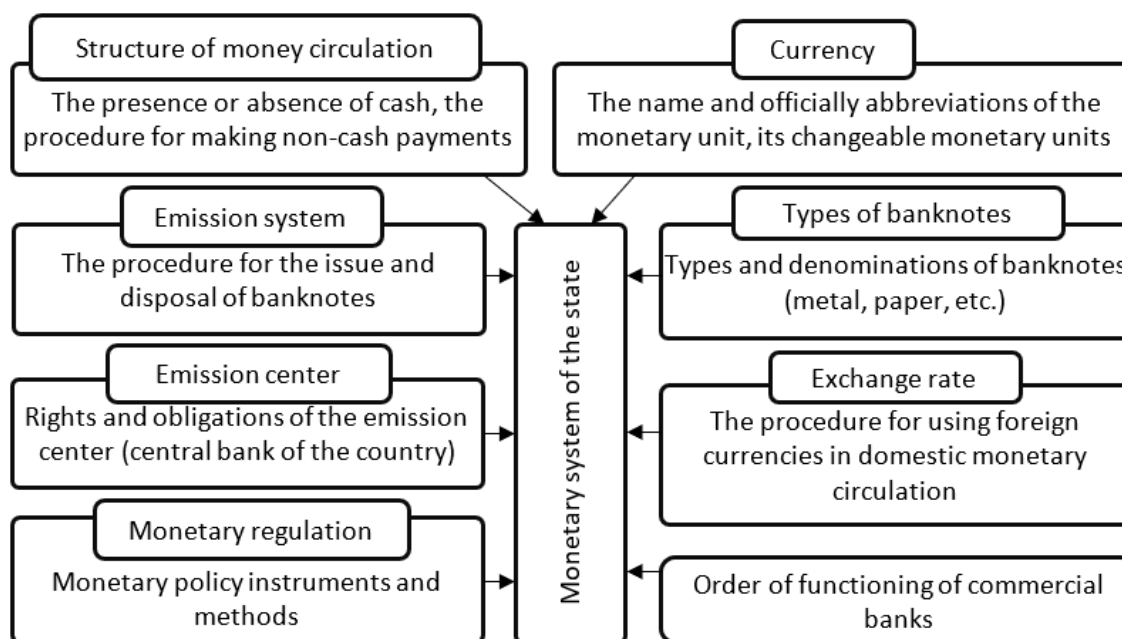 Structure of money circulation
The presence or absence of cash, the
procedure for making non-cash payments
Currency
The name and officially abbreviations of the
monetary unit, its changeable monetary units
Emission system
The procedure for the issue and
disposal of banknotes
Types of banknotes
Types and denominations of banknotes
(metal, paper, etc.)
Emission center
Rights and obligations of the emission
center (central bank of the country)
Exchange rate
The procedure for using foreign
currencies in domestic monetary
circulation
Monetary regulation
Monetary policy instruments and
methods
Order of functioning of commercial
banks
Monetary system of the state